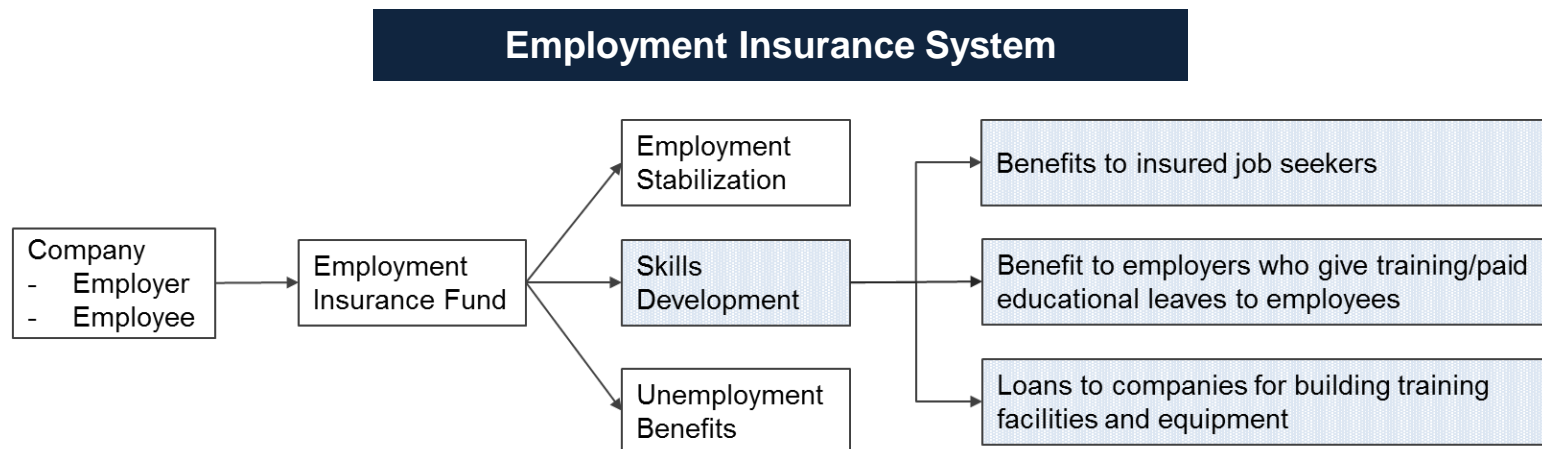 Employment Insurance System
Company
- Employer
- Employee
Employment
Insurance Fund
Employment
Stabilization
Skills
Development
Unemployment
Benefits
Benefits to insured job seekers
Benefit to employers who give training/paid
educational leaves to employees
Loans to companies for building training
facilities and equipment